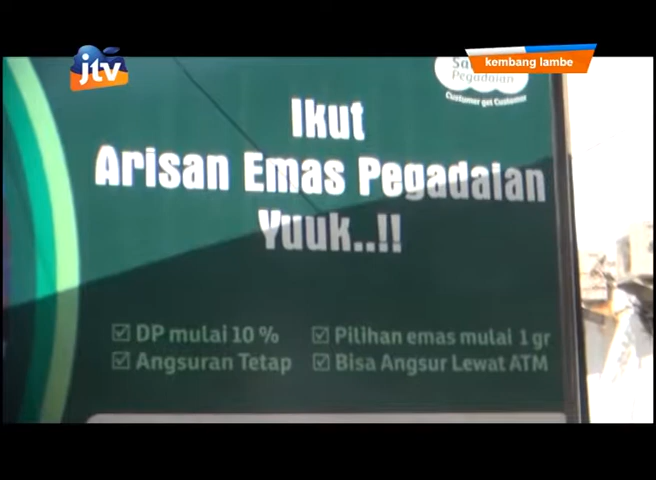 jtv
kembang lambe
Pegadaian
Customer get Customer
Ikut
Arisan Emas Pegadaian
Yuuk..!!
DP mulai 10 %
Angsuran Tetap
Pilihan emas mulai 1 gr
Bisa Angsur Lewat ATM